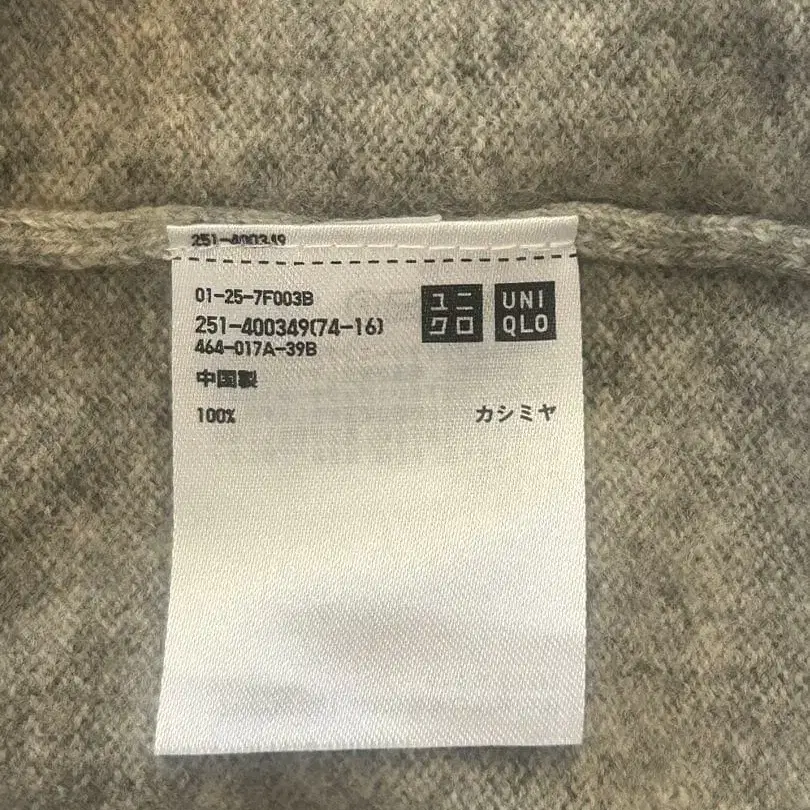 251-400349
01-25-7F003B
251-400349(74-16)
464-017A-39B
ユニ
クロ
UNI
QLO
中国製
100% カシミヤ